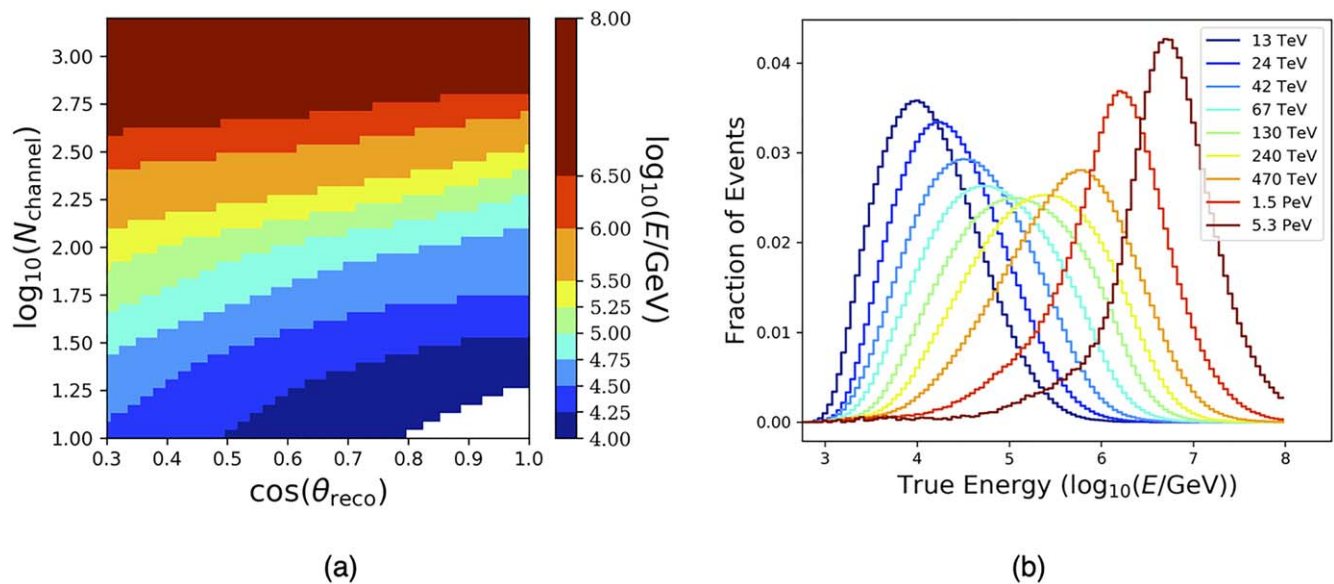 3.00
2.75
2.50
2.25
2.00
1.75
1.50
1.25
1.00
log10(Nchannel)
0.3 0.4 0.5 0.6 0.7 0.8 0.9 1.0
cos(θreco)
8.00
6.50
6.00
5.50
5.25
5.00
4.75
4.50
4.25
4.00
log10(E/GeV)
(a)
0.04
0.03
0.02
0.01
0.00
Fraction of Events
13 TeV
24 TeV
42 TeV
67 TeV
130 TeV
240 TeV
470 TeV
1.5 PeV
5.3 PeV
3 4 5 6 7 8
True Energy (log10(E/GeV))
(b)